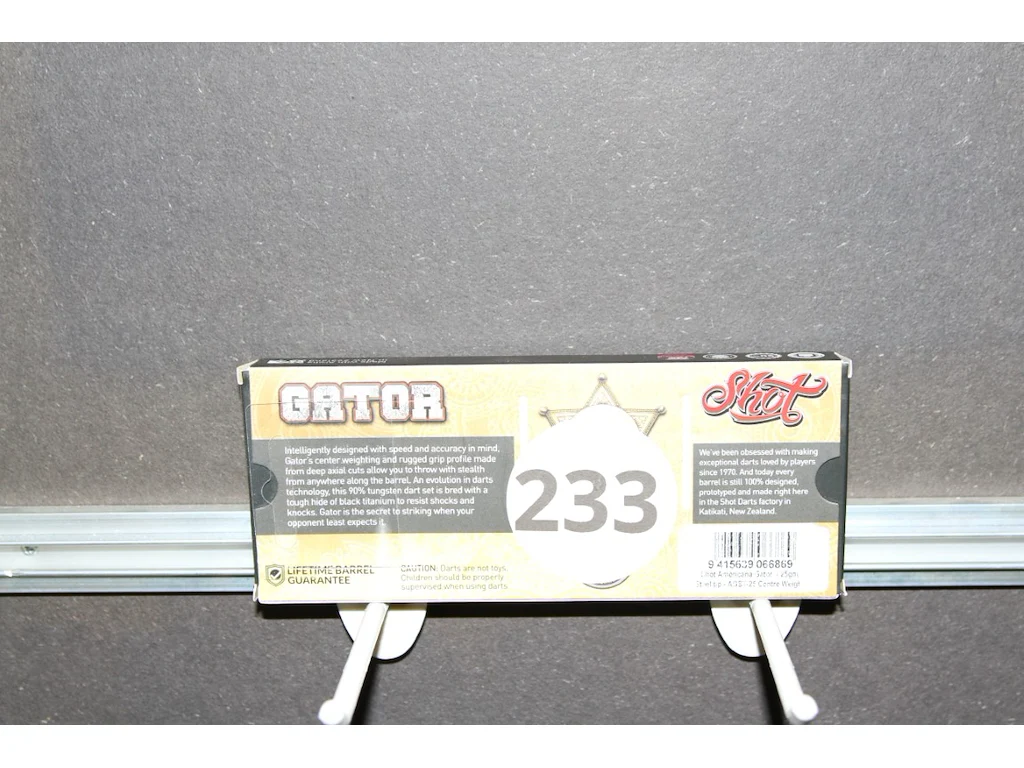 GATOR
Intelligently designed with speed and accuracy in mind,
Gator's center weighting and rugged grip profile made
from deep axial cuts allow you to throw with stealth
from anywhere along the barrel. An evolution in darts
technology, this 90% tungsten dart set is bred with a
tough hide of black titanium to resist shocks and
knocks. Gator is the secret to striking when your
opponent least expects it.
LIFETIME BARREL
GUARANTEE
CAUTION: Darts are not toys.
Children should be properly
supervised when using darts.
233
Shot
We've been obsessed with making
exceptional darts loved by players
since 1970. And today every
barrel is still 100% designed,
prototyped and made right here
in the Shot Darts factory in
Katikati, New Zealand.
9 415639 066869
Shot Americana Gator - 25gm
Centre Weigh